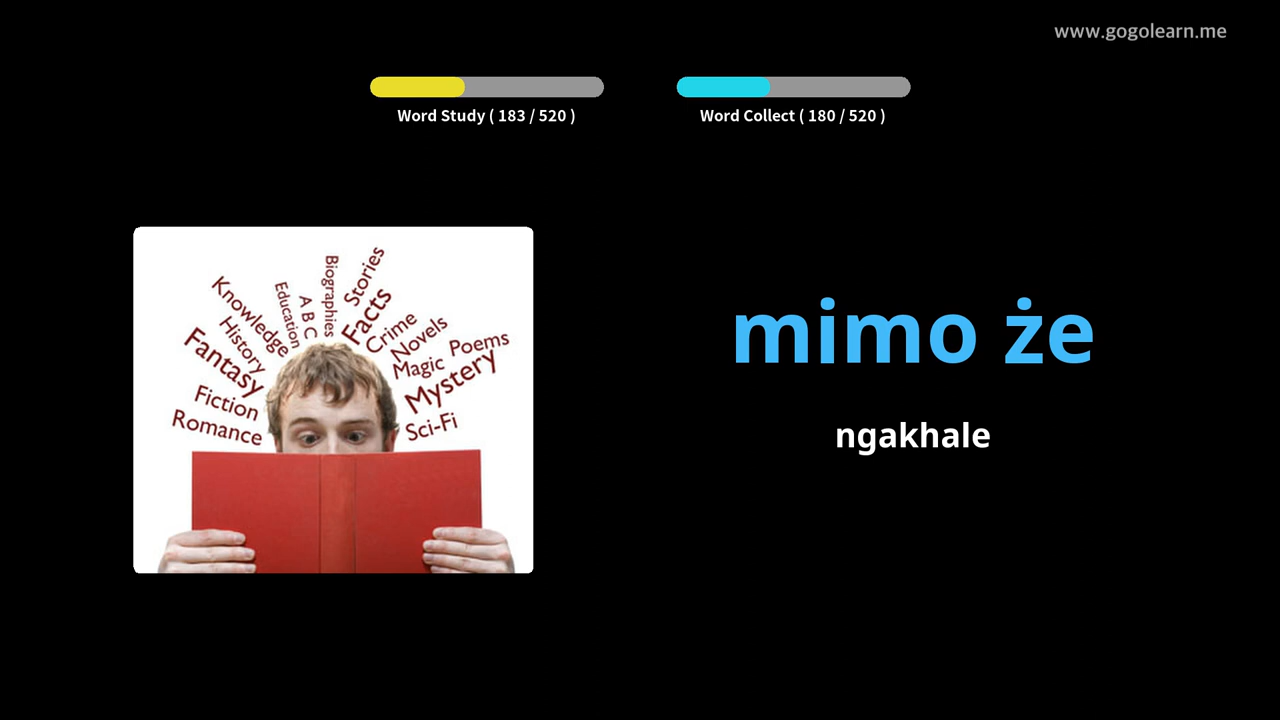 www.gogolearn.me
Word Study ( 183 / 520 )
Word Collect ( 180 / 520 )
Stories
Biographies
Facts
A B C
Education
Knowledge
History
Fantasy
Fiction
Romance
Crime
Novels
Poems
Magic
Mystery
Sci-Fi
mimo że
ngakhale